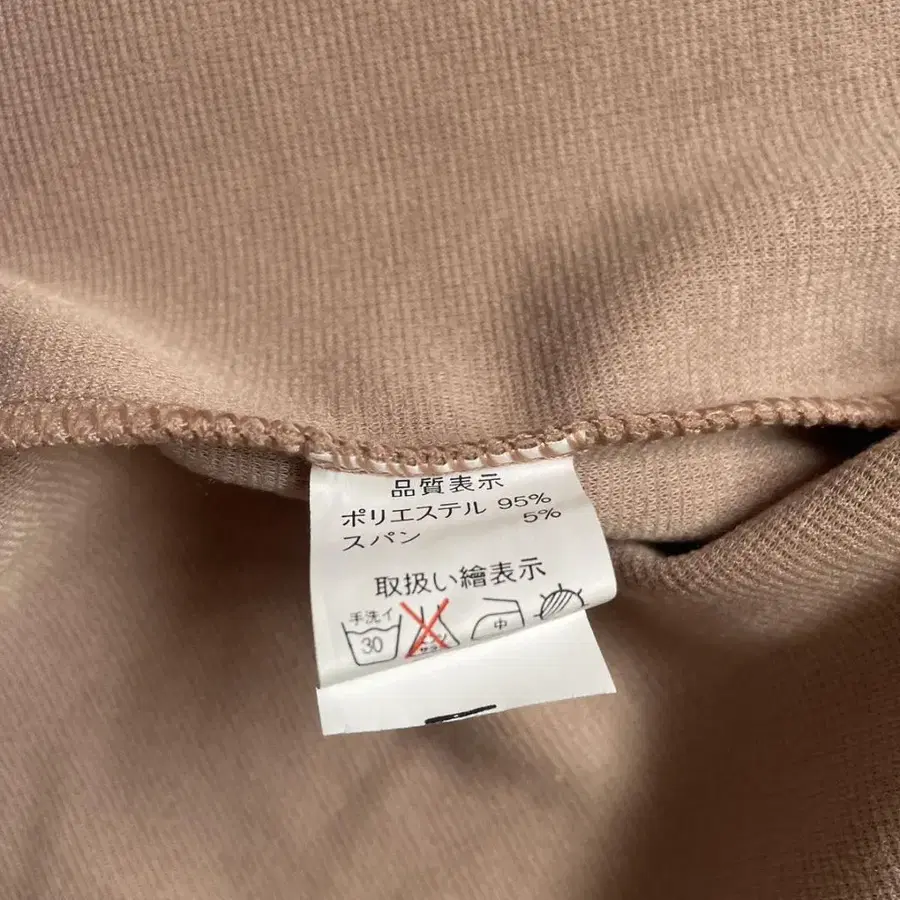 品質表示
ポリエステル 95%
スパン 5%
取扱い繪表示
手洗イ
30
中